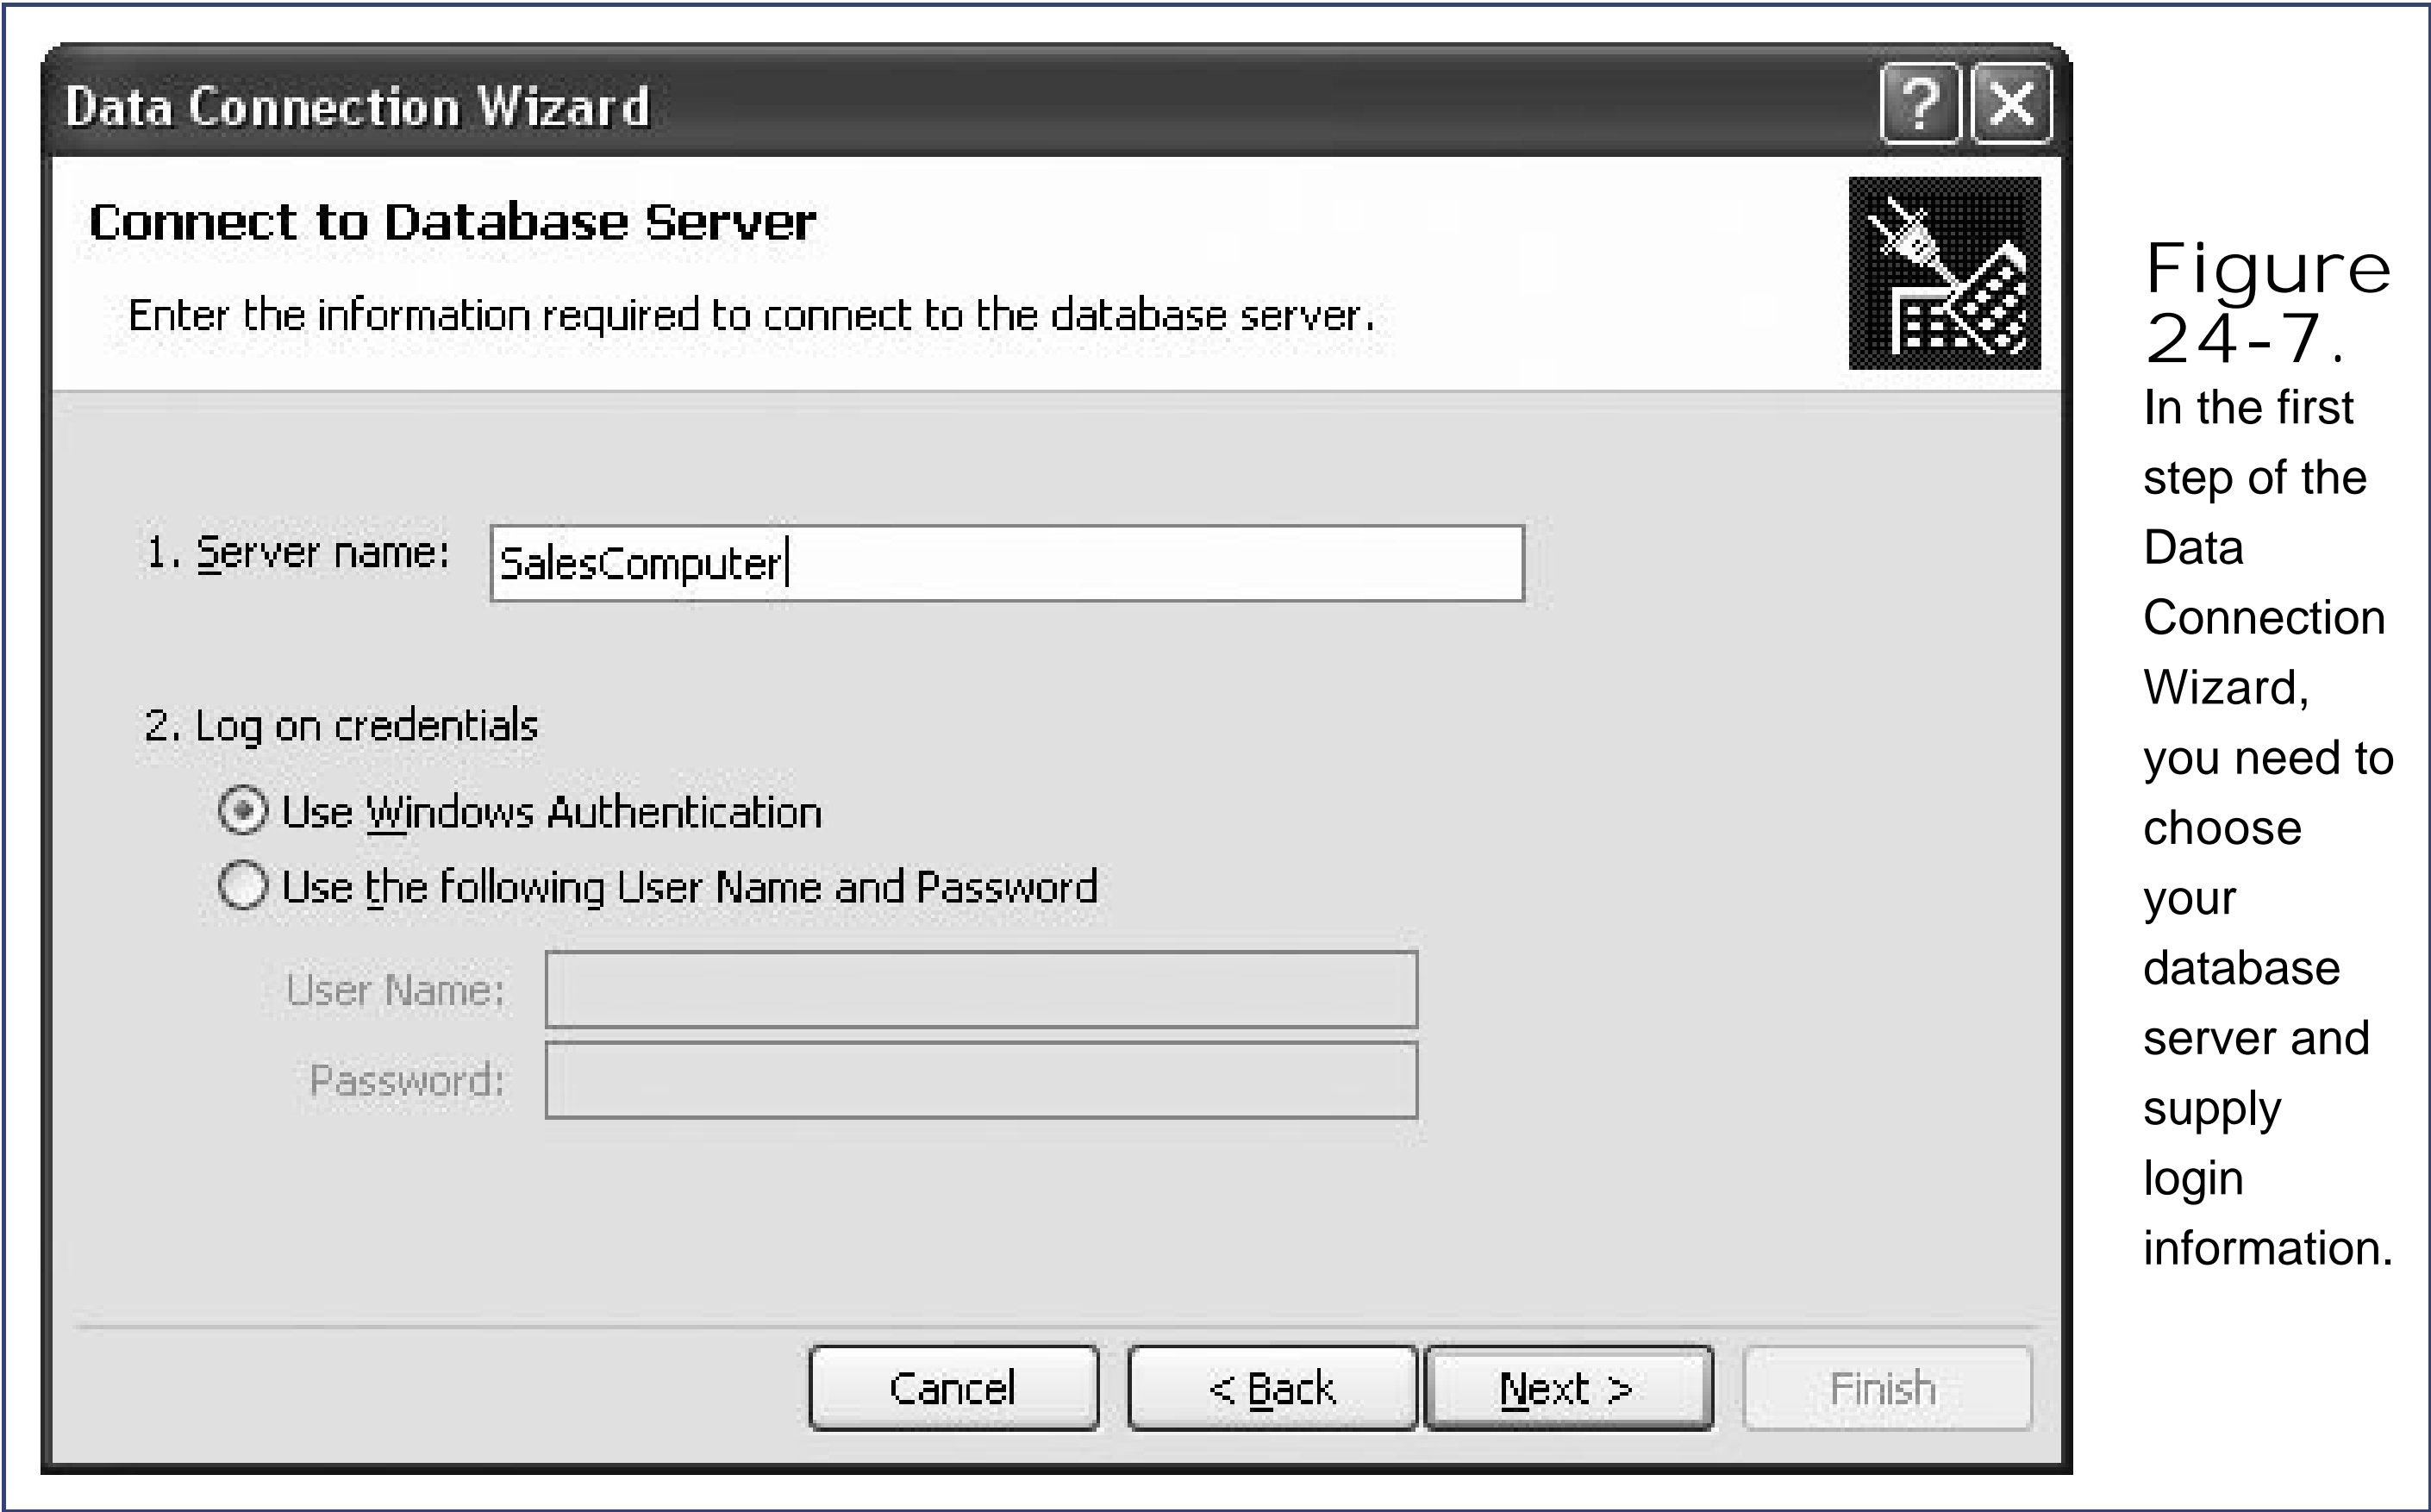 Data Connection Wizard
Connect to Database Server
Enter the information required to connect to the database server.
1. Server name: SalesComputer
2. Log on credentials
Use Windows Authentication
Use the following User Name and Password
User Name:
Password:
Cancel < Back Next > Finish
Figure
24-7.
In the first
step of the
Data
Connection
Wizard,
you need to
choose
your
database
server and
supply
login
information.